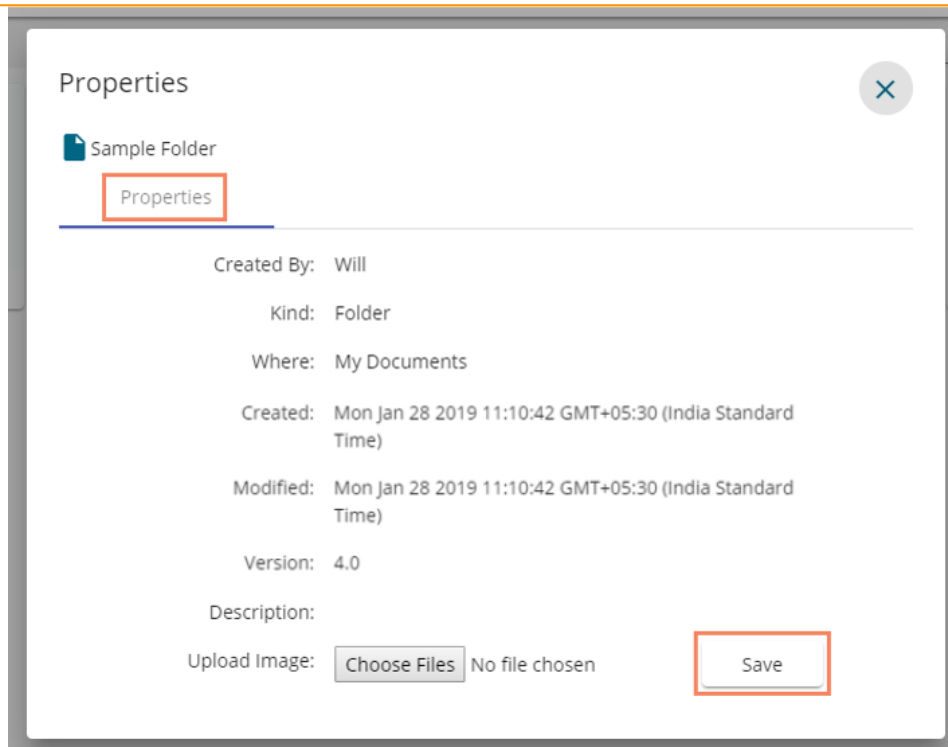 Properties
Sample Folder
Properties
Created By: Will
Kind: Folder
Where: My Documents
Created: Mon Jan 28 2019 11:10:42 GMT+05:30 (India Standard
Time)
Modified: Mon Jan 28 2019 11:10:42 GMT+05:30 (India Standard
Time)
Version: 4.0
Description:
Upload Image: Choose Files No file chosen Save